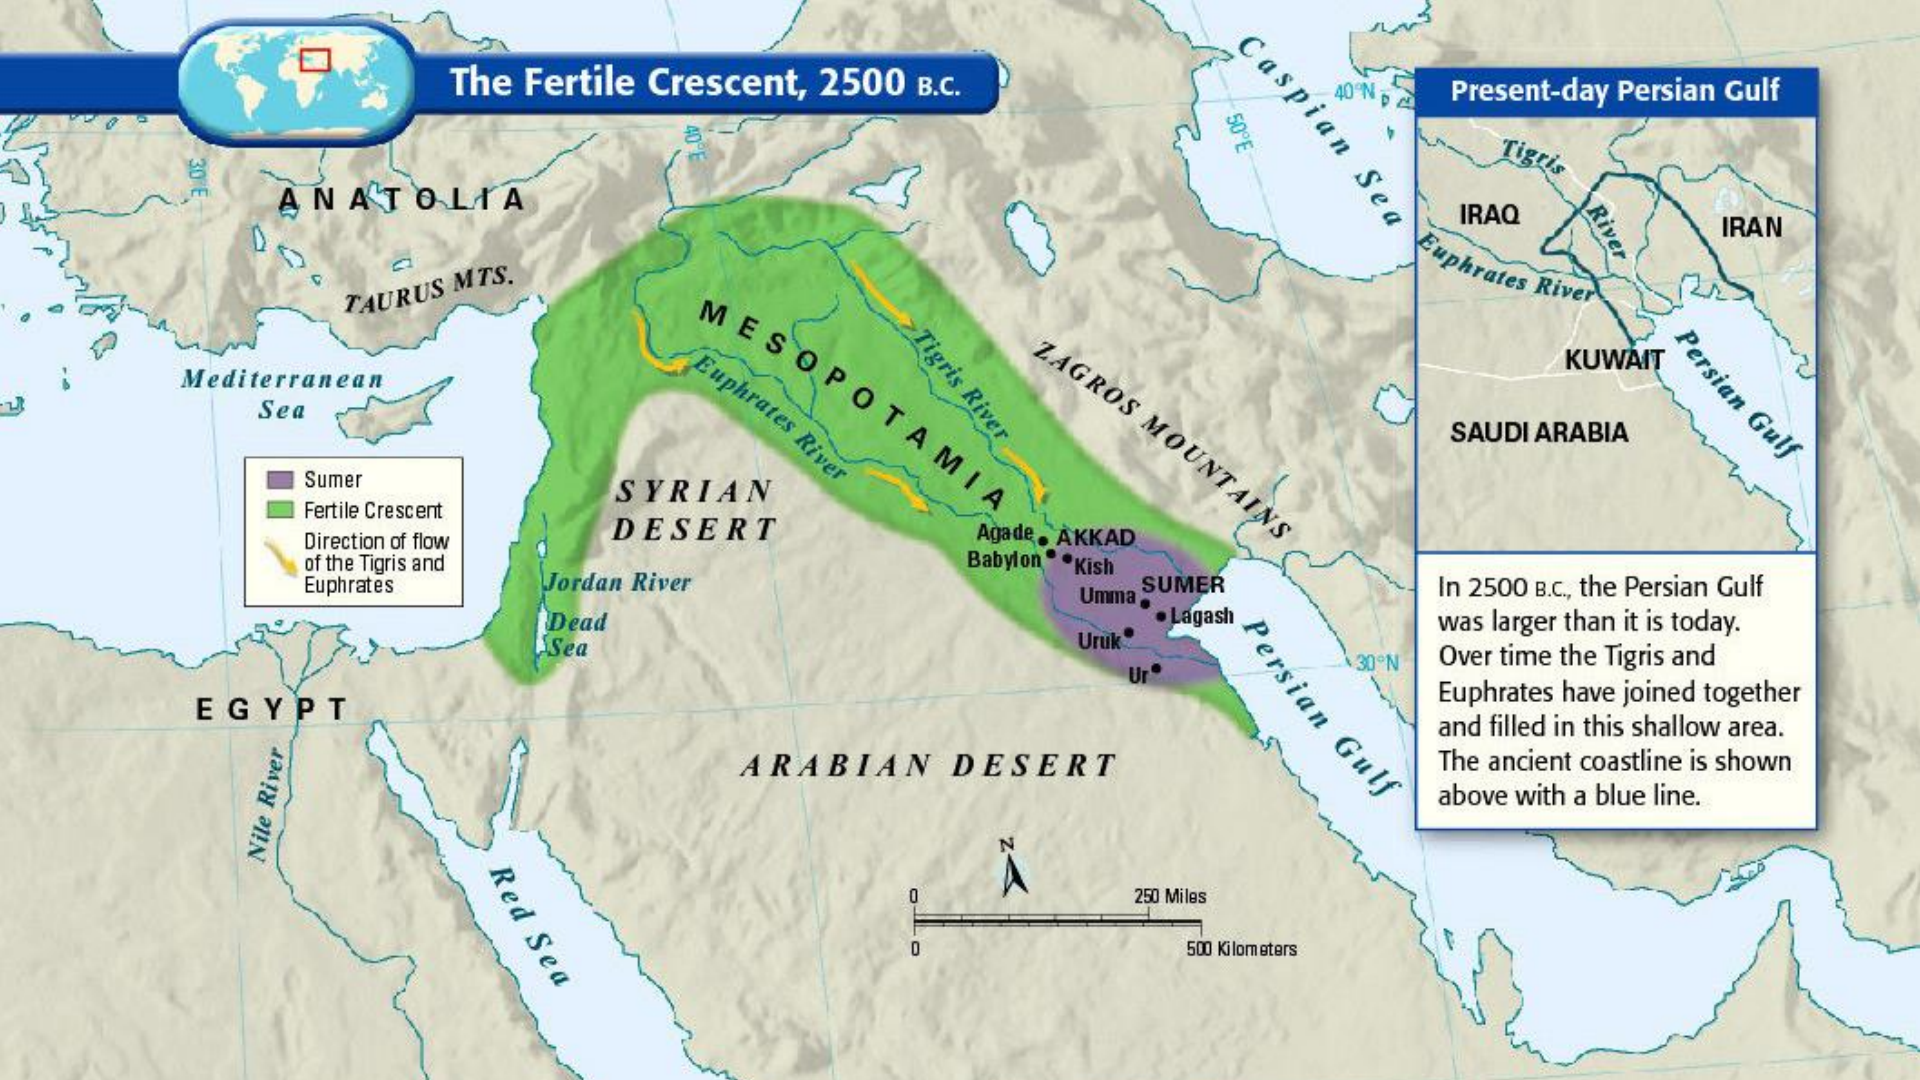 The Fertile Crescent, 2500 B.C.
30°E
40°E
50°E
40°N
30°N
Caspian Sea
ANATOLIA
TAURUS MTS.
Mediterranean
Sea
MESOPOTAMIA
Tigris River
Euphrates River
ZAGROS MOUNTAINS
SYRIAN
DESERT
Sumer
Fertile Crescent
Direction of flow
of the Tigris and
Euphrates
Agade
AKKAD
Babylon
Kish
SUMER
Umma
Lagash
Uruk
Ur
Jordan River
Dead
Sea
Persian Gulf
EGYPT
Nile River
ARABIAN DESERT
Red Sea
N
0 250 Miles
0 500 Kilometers
Present-day Persian Gulf
Tigris River
IRAQ
IRAN
Euphrates River
KUWAIT
Persian Gulf
SAUDI ARABIA
In 2500 B.C., the Persian Gulf
was larger than it is today.
Over time the Tigris and
Euphrates have joined together
and filled in this shallow area.
The ancient coastline is shown
above with a blue line.